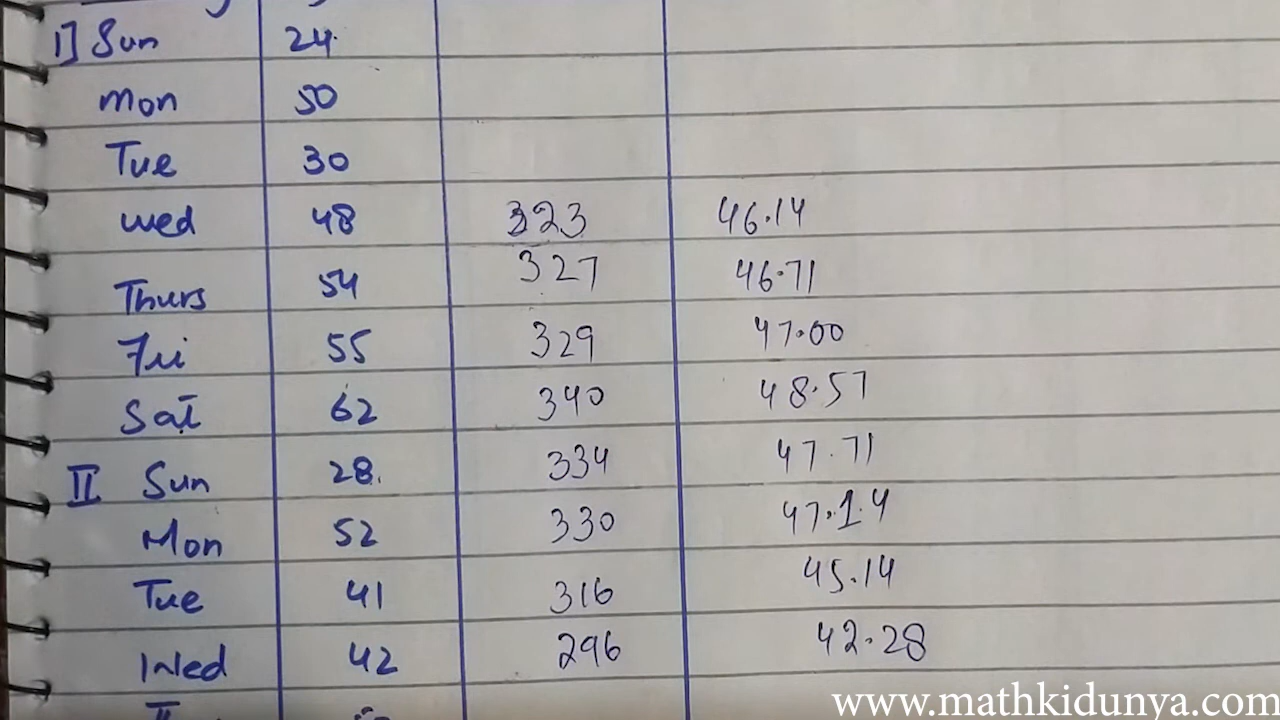 1] Sun 24
Mon 50
Tue 30
Wed 48 323 46.14
Thurs 54 327 46.71
Fri 55 329 47.00
Sat 62 340 48.57
II Sun 28 334 47.71
Mon 52 330 47.14
Tue 41 316 45.14
Wed 42 296 42.28
www.mathkidunya.com